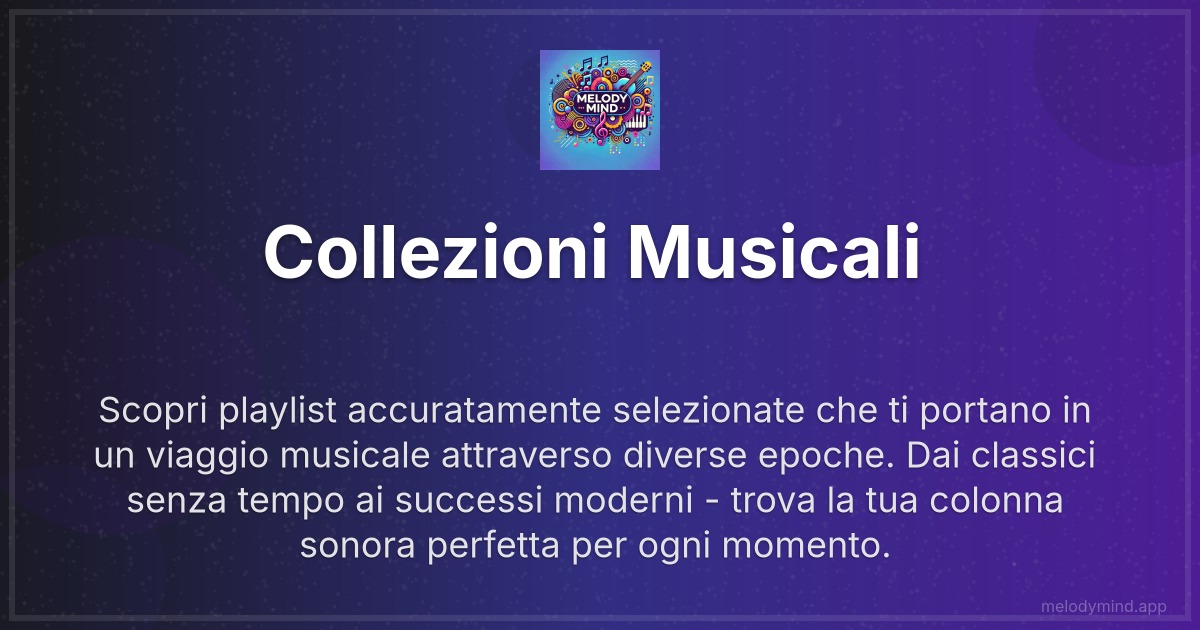 MELODY
MIND
Collezioni Musicali
Scopri playlist accuratamente selezionate che ti portano in
un viaggio musicale attraverso diverse epoche. Dai classici
senza tempo ai successi moderni - trova la tua colonna
sonora perfetta per ogni momento.
melodymind.app